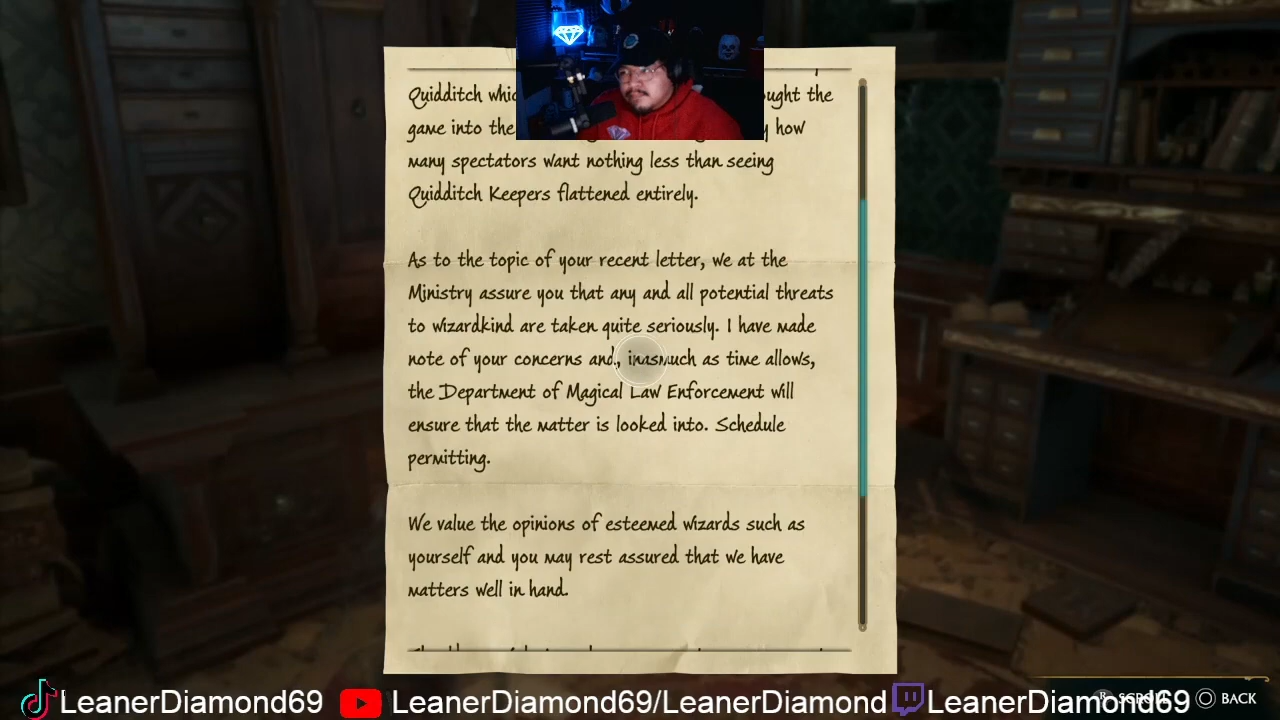 Quidditch ought the
game into the how
many spectators want nothing less than seeing
Quidditch Keepers flattened entirely.
As to the topic of your recent letter, we at the
Ministry assure you that any and all potential threats
to wizardkind are taken quite seriously. I have made
note of your concerns and, inasmuch as time allows,
the Department of Magical Law Enforcement will
ensure that the matter is looked into. Schedule
permitting.
We value the opinions of esteemed wizards such as
yourself and you may rest assured that we have
matters well in hand.
LeanerDiamond69 LeanerDiamond69/LeanerDiamond LeanerDiamond69
SCROLL BACK